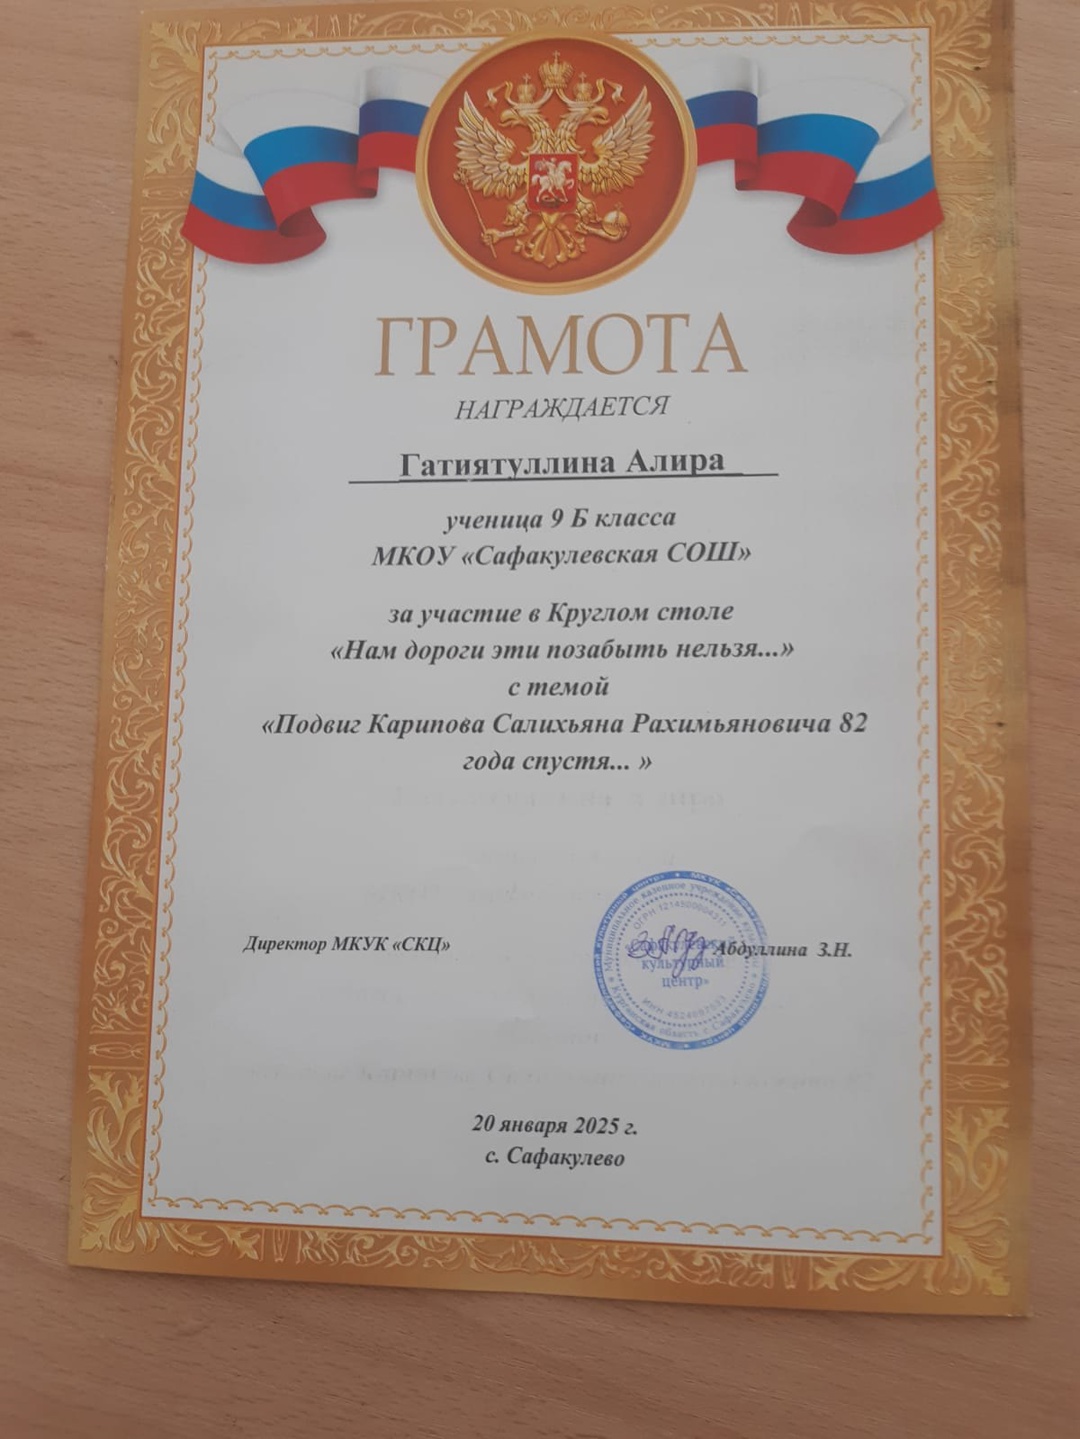 ГРАМОТА
НАГРАЖДАЕТСЯ
Гатиятуллина Алира
ученица 9 Б класса
МКОУ «Сафакулевская СОШ»
за участие в Круглом столе
«Нам дороги эти позабыть нельзя...»
с темой
«Подвиг Карипова Салихьяна Рахимьяновича 82
года спустя... »
Директор МКУК «СКЦ»
Абдуллина З.Н.
культурный
центр»
20 января 2025 г.
с. Сафакулево